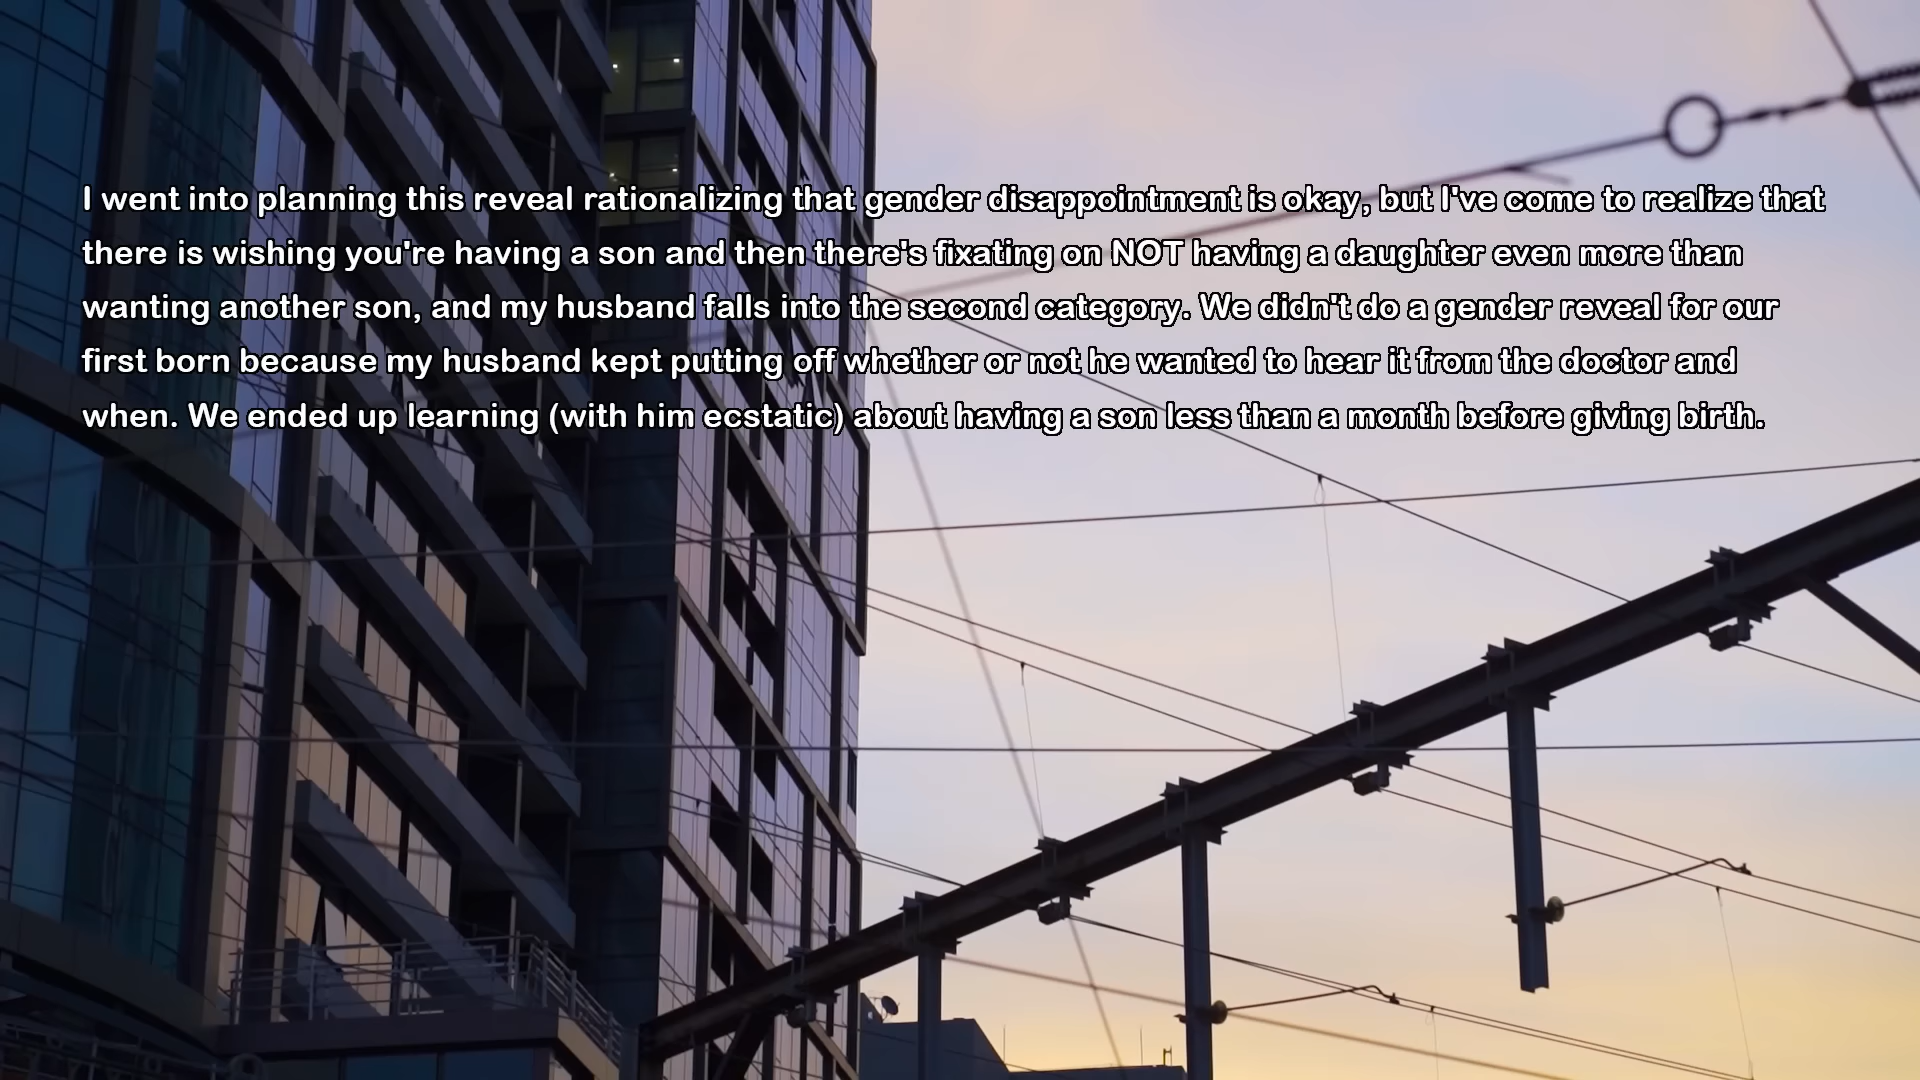 I went into planning this reveal rationalizing that gender disappointment is okay, but I've come to realize that
there is wishing you're having a son and then there's fixating on NOT having a daughter even more than
wanting another son, and my husband falls into the second category. We didn't do a gender reveal for our
first born because my husband kept putting off whether or not he wanted to hear it from the doctor and
when. We ended up learning (with him ecstatic) about having a son less than a month before giving birth.